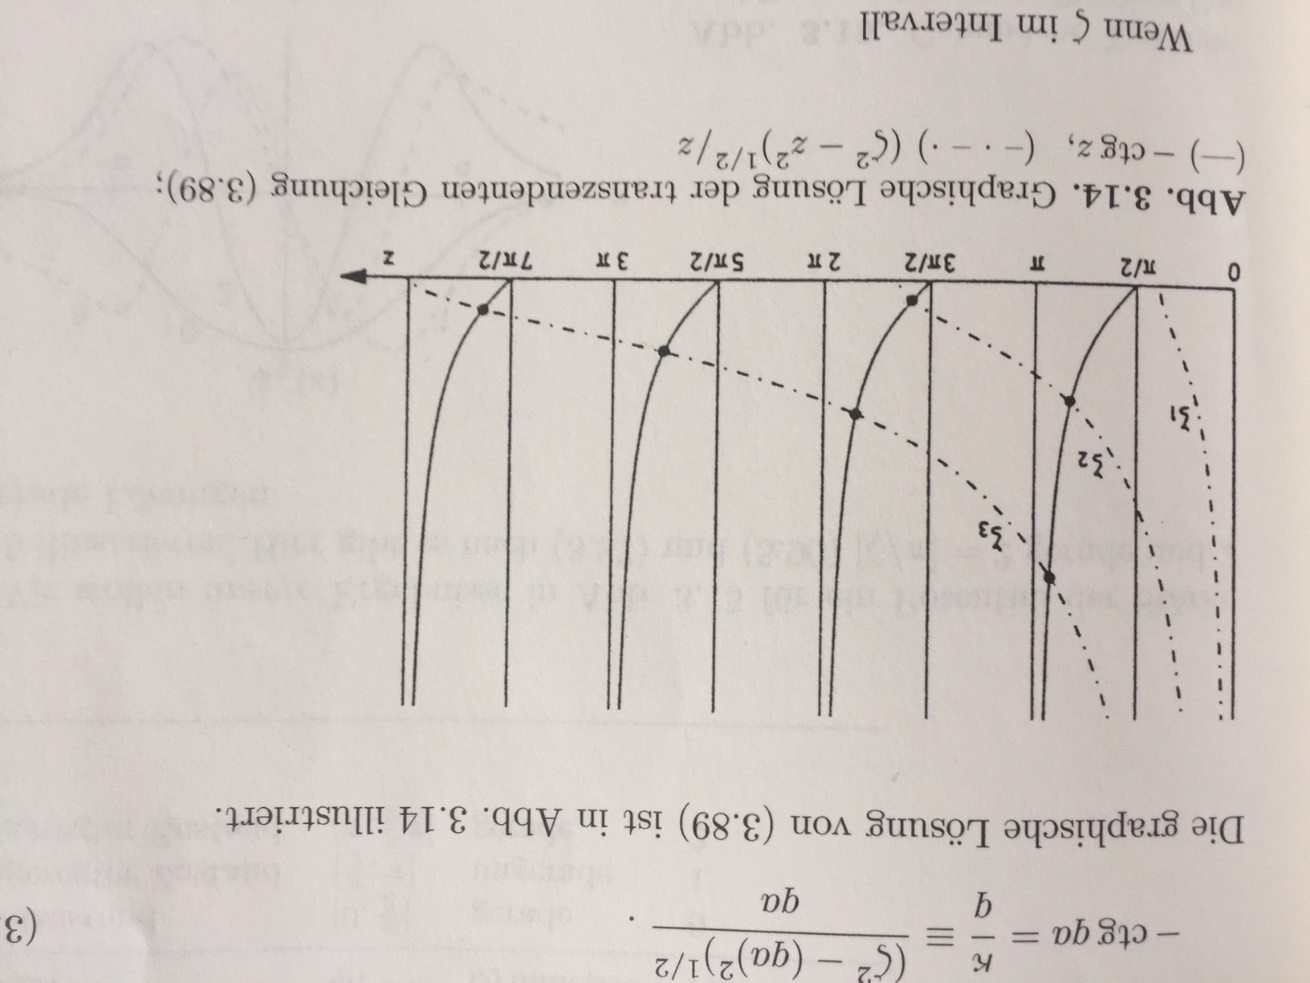 − ctg qa = κ/q ≡ (ζ² − (qa)²)^1/2 / qa . (3.
Die graphische Lösung von (3.89) ist in Abb. 3.14 illustriert.
ζ3
ζ2
ζ1
0 π/2 π 3π/2 2π 5π/2 3π 7π/2 z
Abb. 3.14. Graphische Lösung der transzendenten Gleichung (3.89);
(—) − ctg z, (− · − · −) (ζ² − z²)^1/2/z
Wenn ζ im Intervall